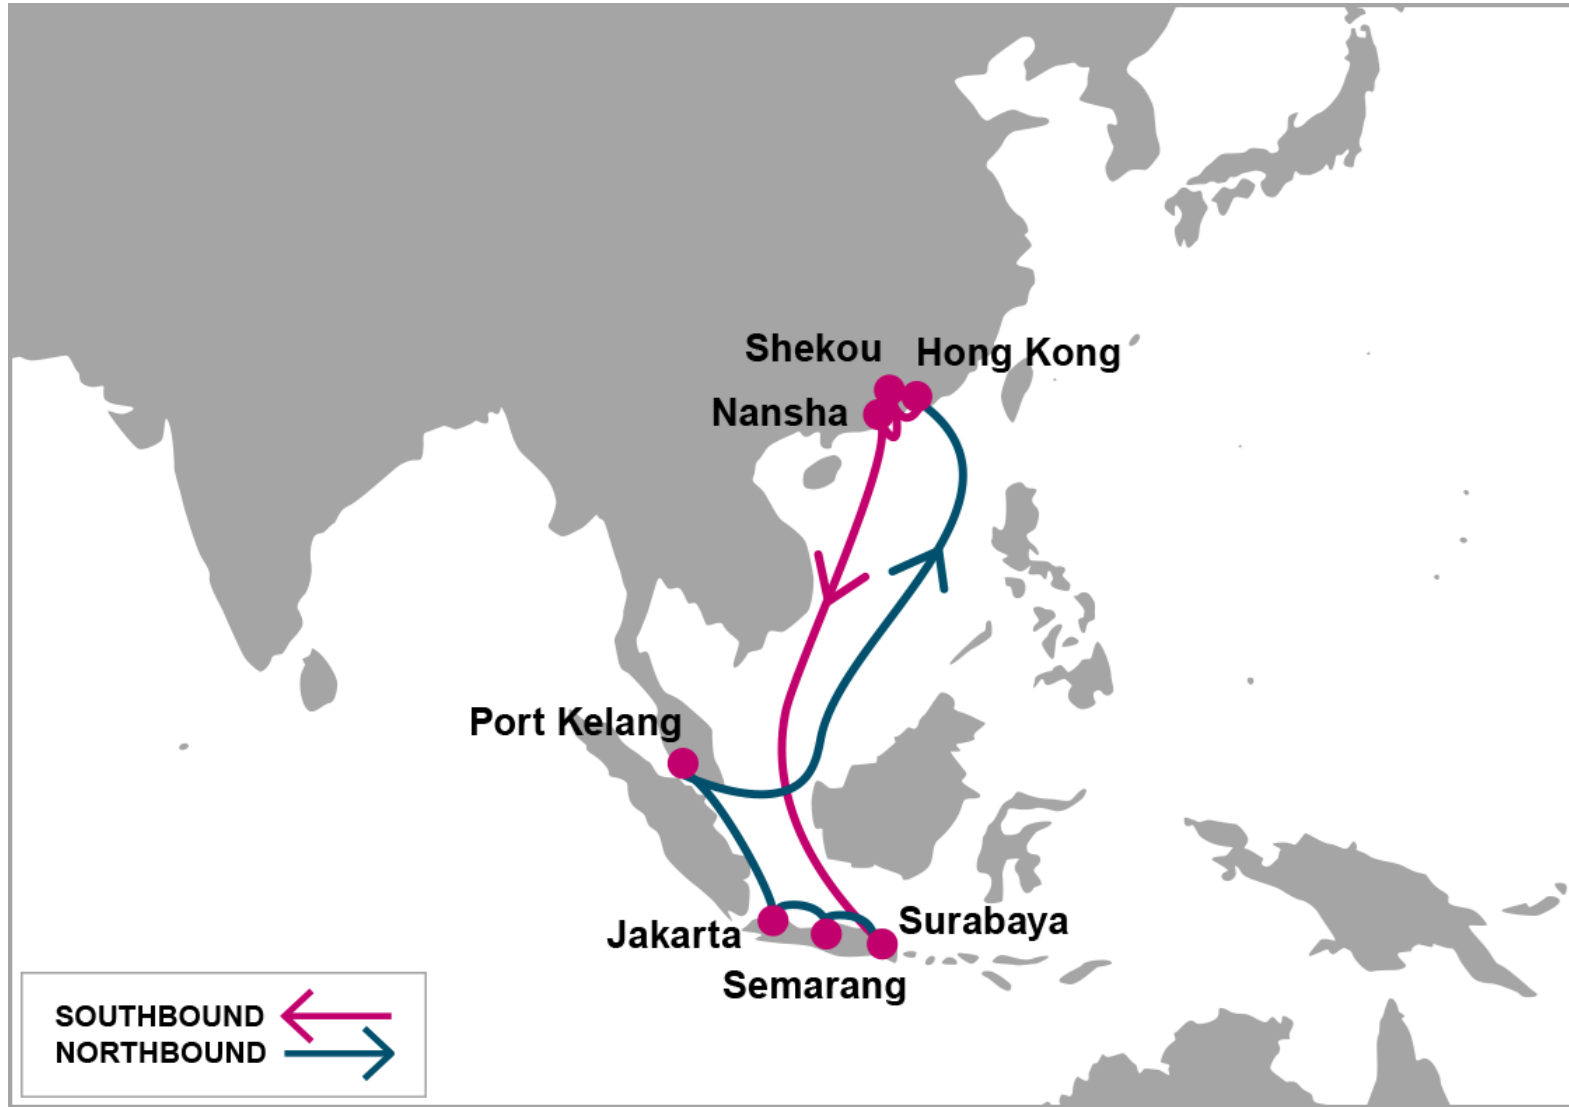 Shekou
Hong Kong
Nansha
Port Kelang
Jakarta
Surabaya
Semarang
SOUTHBOUND
NORTHBOUND